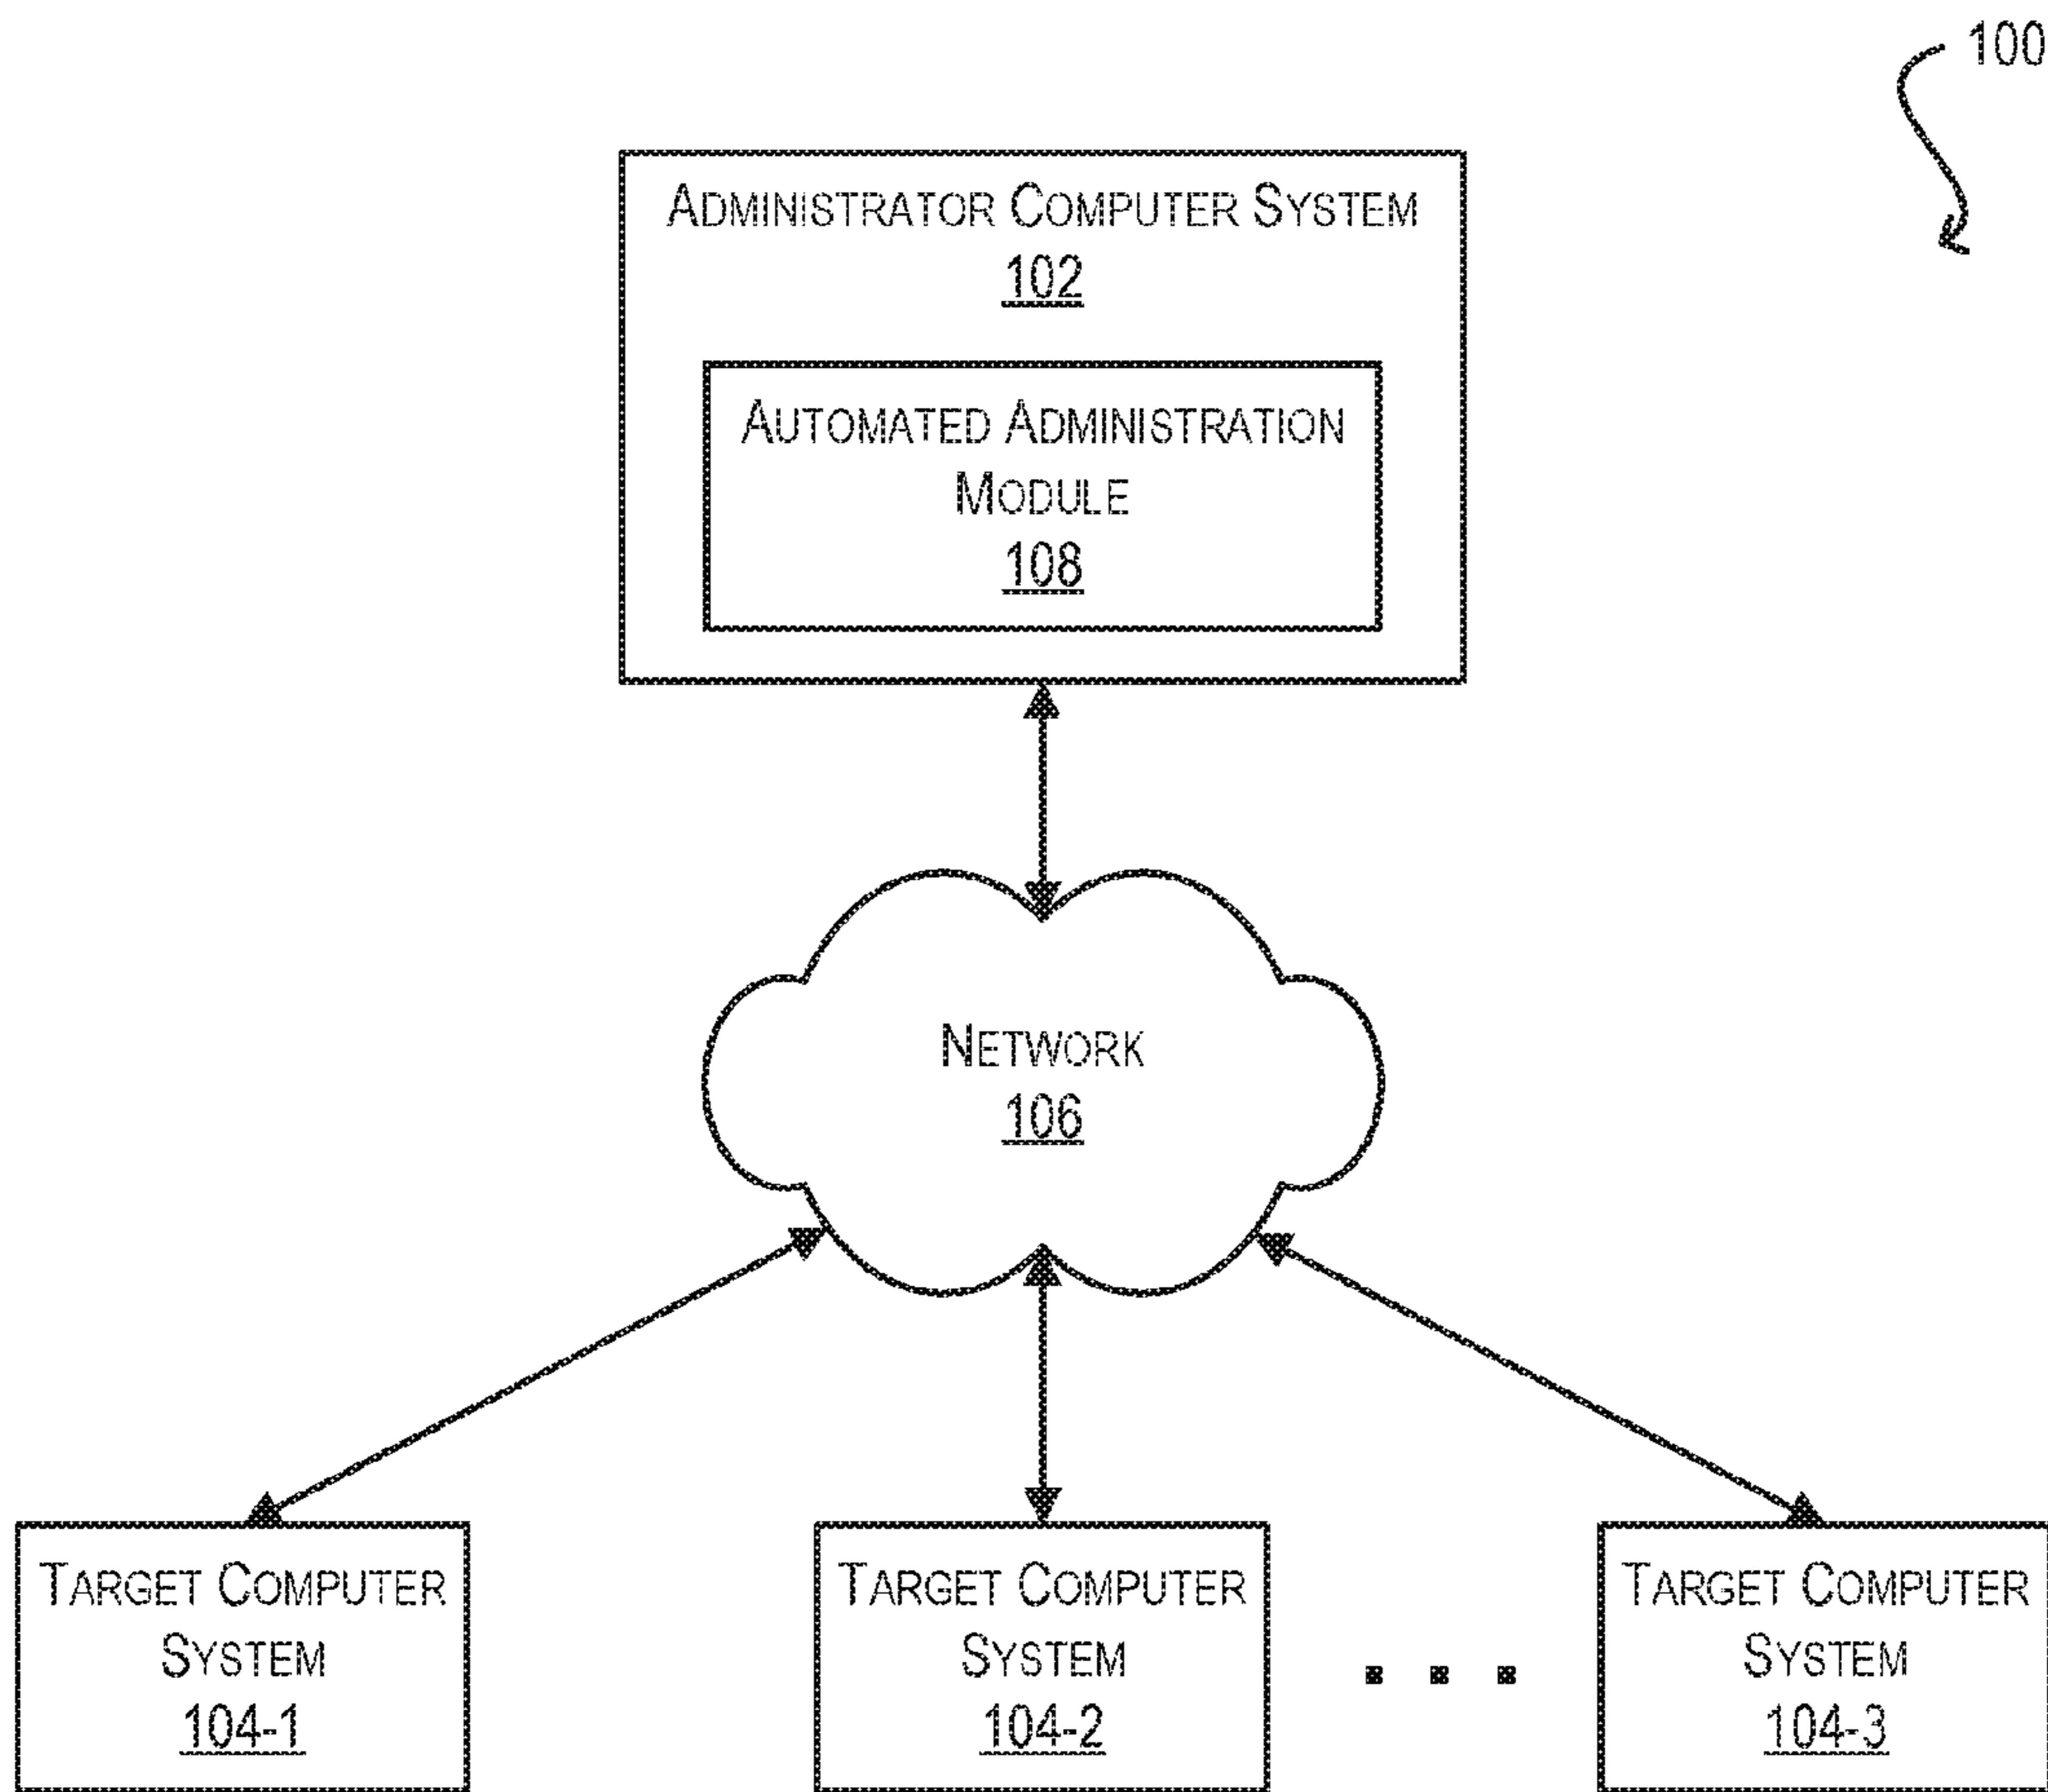 100
ADMINISTRATOR COMPUTER SYSTEM
102
AUTOMATED ADMINISTRATION
MODULE
108
NETWORK
106
TARGET COMPUTER
SYSTEM
104-1
TARGET COMPUTER
SYSTEM
104-2
. . .
TARGET COMPUTER
SYSTEM
104-3